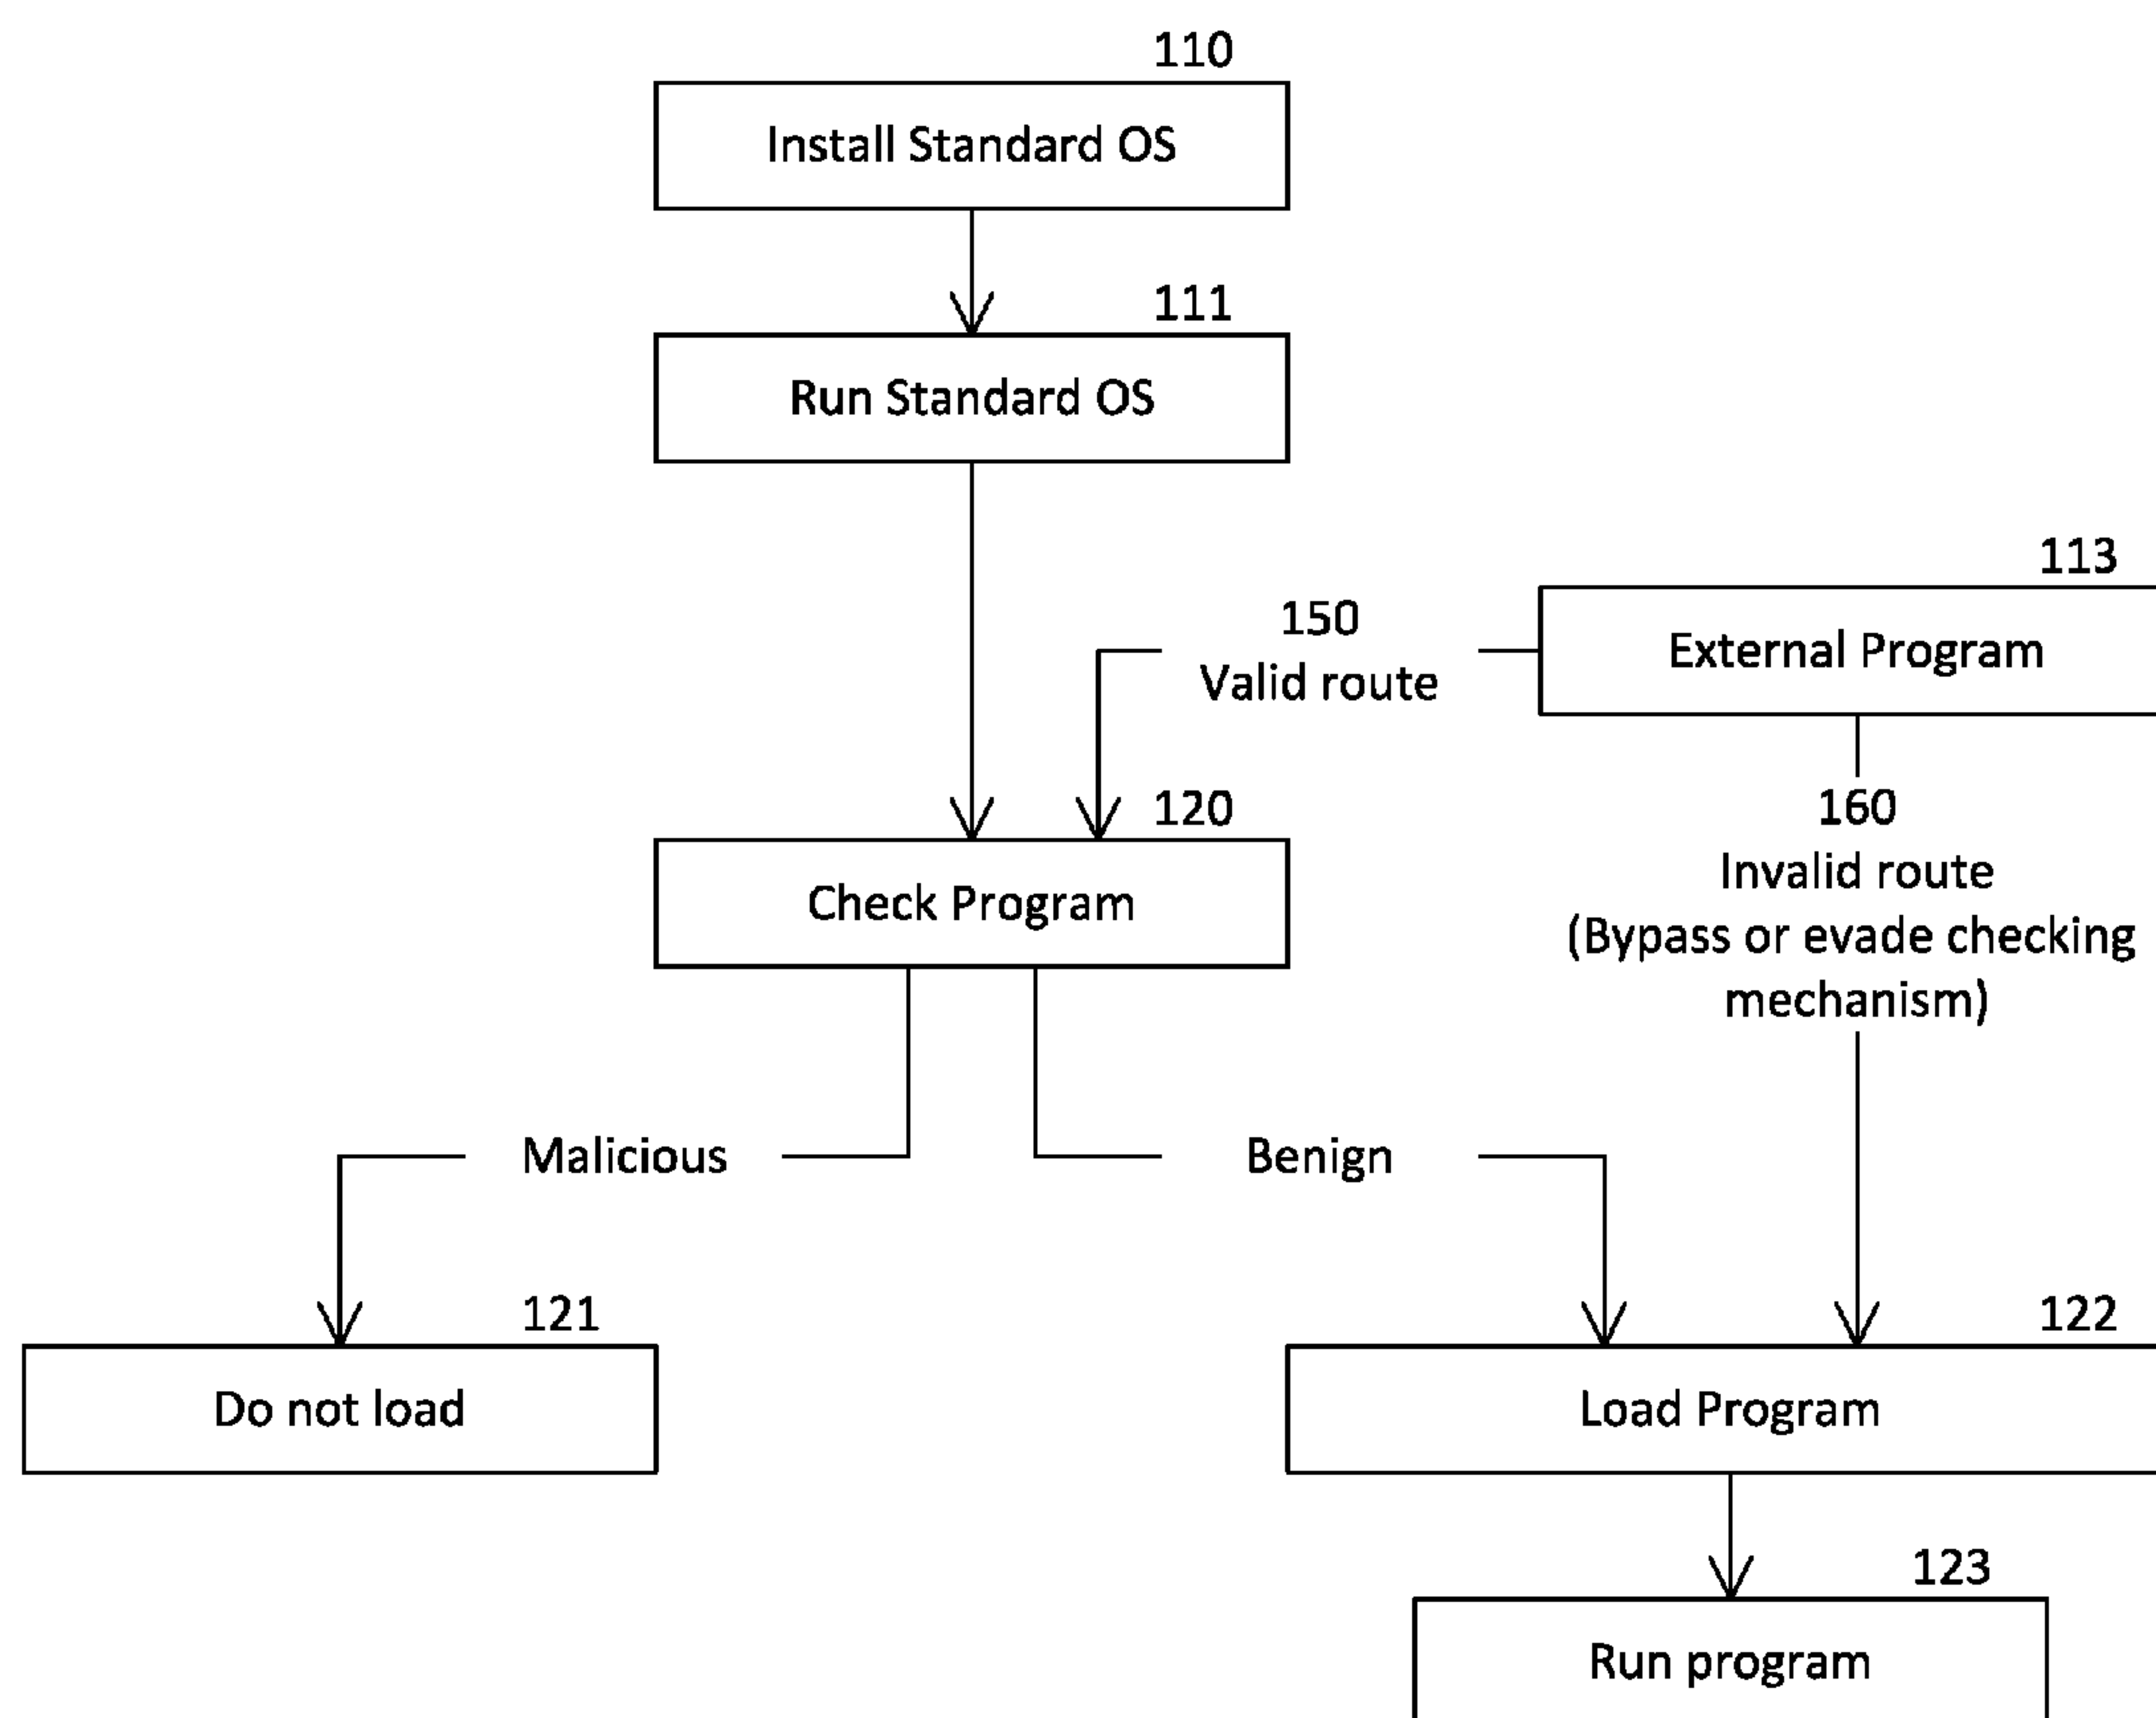 110
Install Standard OS
111
Run Standard OS
113
External Program
150
Valid route
120
Check Program
160
Invalid route
(Bypass or evade checking
mechanism)
Malicious
Benign
121
Do not load
122
Load Program
123
Run program